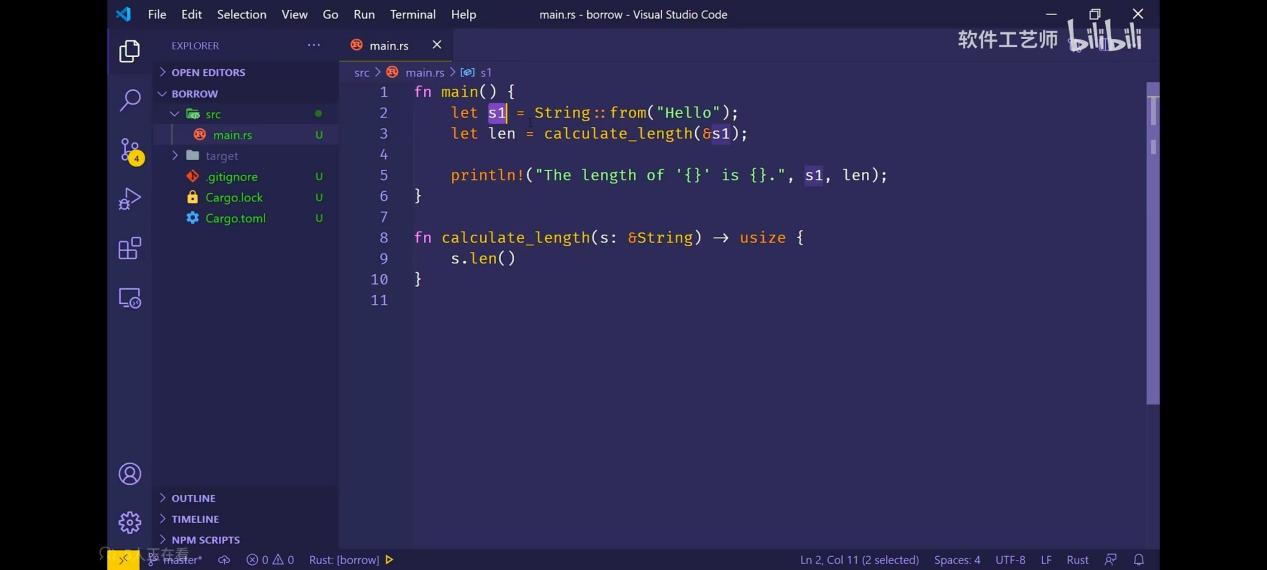 File Edit Selection View Go Run Terminal Help
main.rs - borrow - Visual Studio Code
软件工艺师 bilibili
EXPLORER ···
OPEN EDITORS
BORROW
src
main.rs U
target
.gitignore U
Cargo.lock U
Cargo.toml U
OUTLINE
TIMELINE
NPM SCRIPTS
4
main.rs
src > main.rs > s1
1 fn main() {
2 let s1 = String::from("Hello");
3 let len = calculate_length(&s1);
4
5 println!("The length of '{}' is {}.", s1, len);
6 }
7
8 fn calculate_length(s: &String) → usize {
9 s.len()
10 }
11
人正在看
master* 0 0 Rust: [borrow] Ln 2, Col 11 (2 selected) Spaces: 4 UTF-8 LF Rust